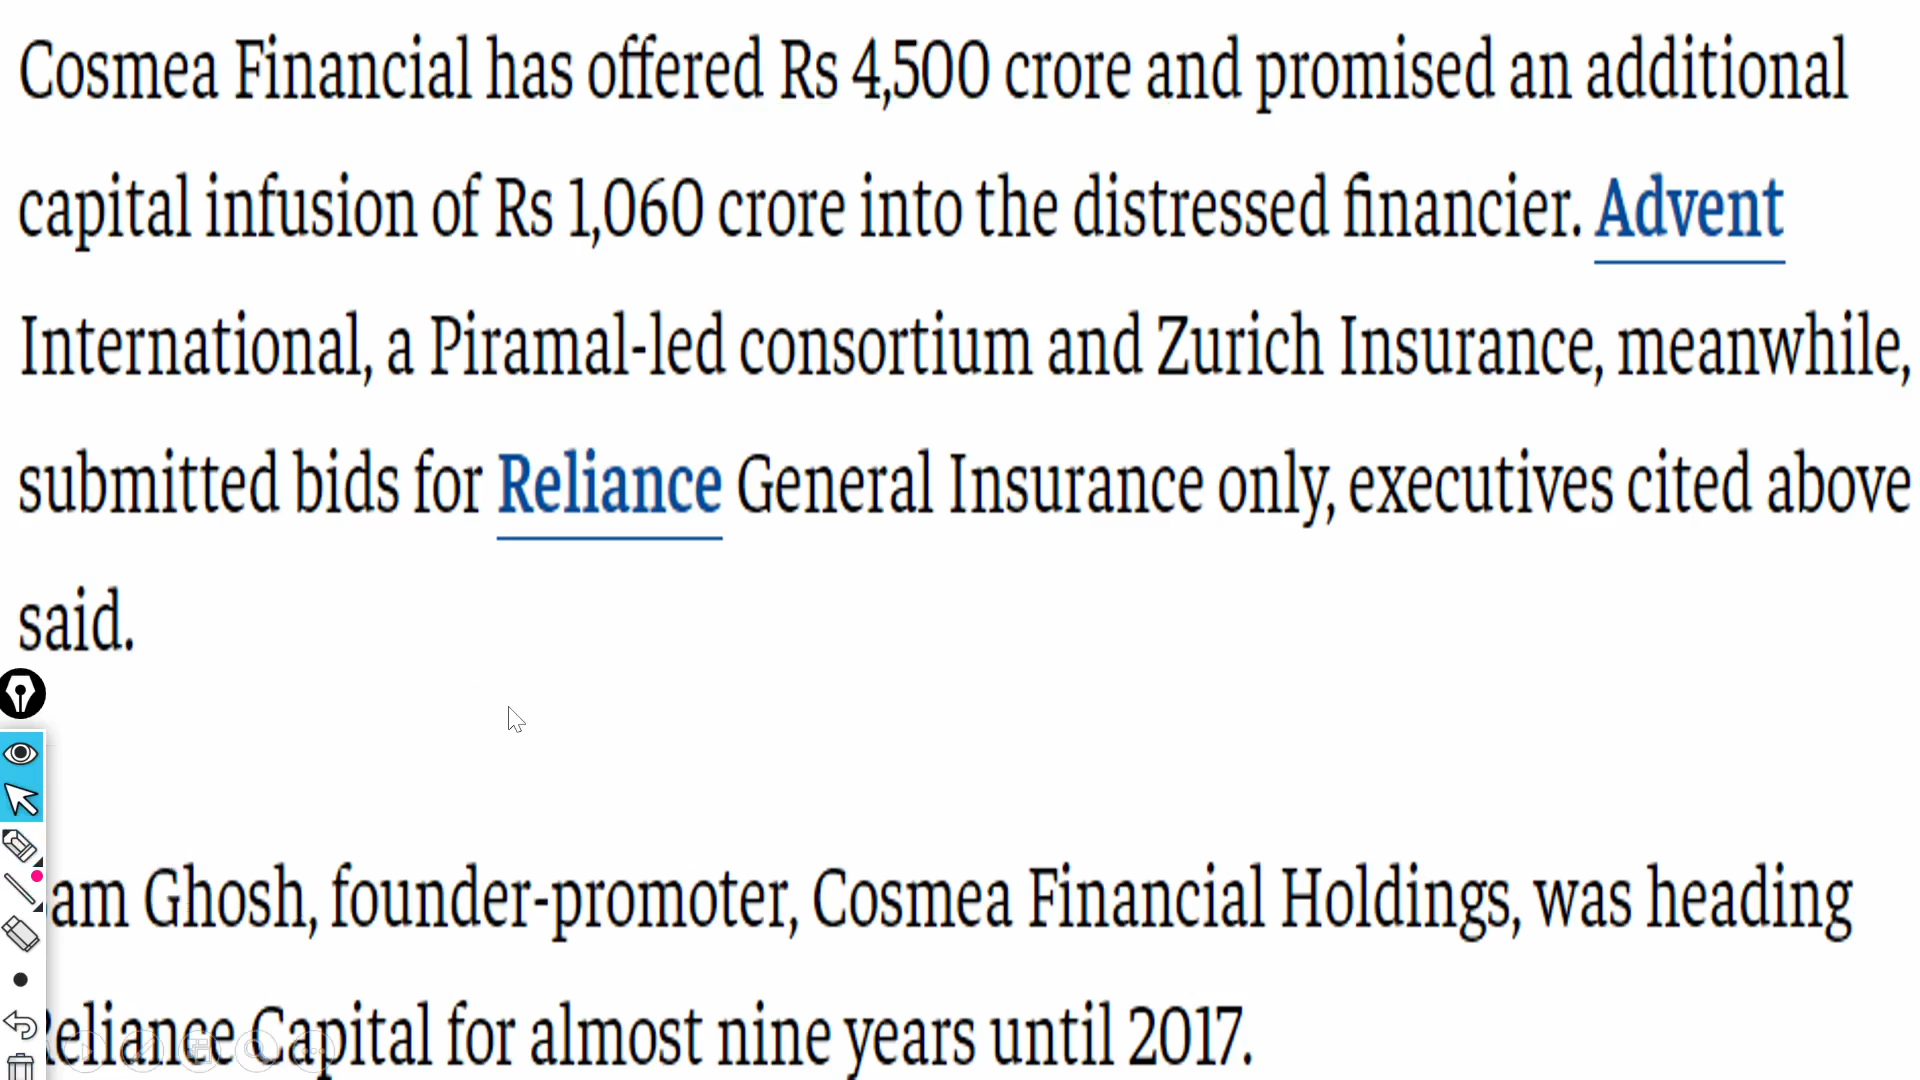 Cosmea Financial has offered Rs 4,500 crore and promised an additional
capital infusion of Rs 1,060 crore into the distressed financier. Advent
International, a Piramal-led consortium and Zurich Insurance, meanwhile,
submitted bids for Reliance General Insurance only, executives cited above
said.
am Ghosh, founder-promoter, Cosmea Financial Holdings, was heading
Reliance Capital for almost nine years until 2017.